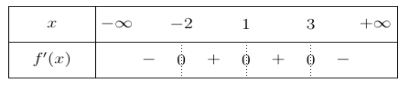 x −∞ −2 1 3 +∞
f′(x) − 0 + 0 + 0 −